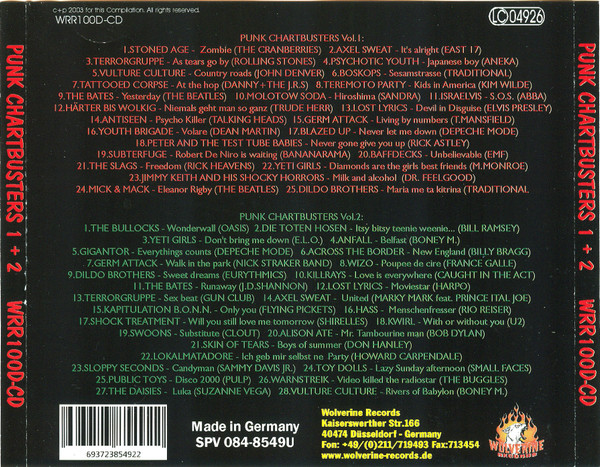 c+p 2003 for this Compilation by
WRR100D-CD
LC 04926
PUNK CHARTBUSTERS 1 + 2 WRR100D-CD
PUNK CHARTBUSTERS Vol.1:
1.STONED AGE - Zombie (THE CRANBERRIES) 2.AXEL SWEAT - It's alright (EAST 17)
3.TERRORGRUPPE - As tears go by (ROLLING STONES) 4.PSYCHOTIC YOUTH - Japanese boy (ANEKA)
5.VULTURE CULTURE - Country roads (JOHN DENVER) 6.BOSKOPS - Sesamstrasse (TRADITIONAL)
7.TATTOOED CORPSE - At the hop (DANNY + THE J.R.S) 8.TEREMOTO PARTY - Kids in America (KIM WILDE)
9.THE BATES - Yesterday (THE BEATLES) 10.MOLOTOW SODA - Hiroshima (SANDRA) 11.ISRAELVIS - S.O.S. (ABBA)
12.HÄRTER BIS WOLKIG - Niemals geht man so ganz (TRUDE HERR) 13.LOST LYRICS - Devil in Disguise (ELVIS PRESLEY)
14.ANTISEEN - Psycho Killer (TALKING HEADS) 15.GERM ATTACK - Living by numbers (T.MANSFIELD)
16.YOUTH BRIGADE - Volare (DEAN MARTIN) 17.BLAZED UP - Never let me down (DEPECHE MODE)
18.PETER AND THE TEST TUBE BABIES - Never gone give you up (RICK ASTLEY)
19.SUBTERFUGE - Robert De Niro is waiting (BANANARAMA) 20.BAFFDECKS - Unbelievable (EMF)
21.THE SLAGS - Freedom (RICK HEAVENS) 22.YETI GIRLS - Diamonds are the girls best friends (M.MONROE)
23.JIMMY KEITH AND HIS SHOCKY HORRORS - Milk and alcohol (DR. FEELGOOD)
24.MICK & MACK - Eleanor Rigby (THE BEATLES) 25.DILDO BROTHERS - Maria me ta kitrina (TRADITIONAL
PUNK CHARTBUSTERS Vol.2:
1.THE BULLOCKS - Wonderwall (OASIS) 2.DIE TOTEN HOSEN - Itsy bitsy teenie weenie... (BILL RAMSEY)
3.YETI GIRLS - Don't bring me down (E.L.O.) 4.ANFALL - Belfast (BONEY M.)
5.GIGANTOR - Everything counts (DEPECHE MODE) 6.ACROSS THE BORDER - New England (BILLY BRAGG)
7.GERM ATTACK - Walk in the park (NICK STRAKER BAND) 8.WIZO - Poupee de cire (FRANCE GALLE)
9.DILDO BROTHERS - Sweet dreams (EURYTHMICS) 10.KILLRAYS - Love is everywhere (CAUGHT IN THE ACT)
11.THE BATES - Runaway (J.D.SHANNON) 12.LOST LYRICS - Moviestar (HARPO)
13.TERRORGRUPPE - Sex beat (GUN CLUB) 14.AXEL SWEAT - United (MARKY MARK feat. PRINCE ITAL JOE)
15.KAPITULATION B.O.N.N. - Only you (FLYING PICKETS) 16.HASS - Menschenfresser (RIO REISER)
17.SHOCK TREATMENT - Will you still love me tomorrow (SHIRELLES) 18.KWIRL - With or without you (U2)
19.SWOONS - Substitute (CLOUT) 20.ALISON ATE - Mr. Tambourine man (BOB DYLAN)
21.SKIN OF TEARS - Boys of summer (DON HANLEY)
22.LOKALMATADORE - Ich geb mir selbst ne Party (HOWARD CARPENDALE)
23.SLOPPY SECONDS - Candyman (SAMMY DAVIS JR.) 24.TOY DOLLS - Lazy Sunday afternoon (SMALL FACES)
25.PUBLIC TOYS - Disco 2000 (PULP) 26.WARNSTREIK - Video killed the radiostar (THE BUGGLES)
27.THE DAISIES - Luka (SUZANNE VEGA) 28.VULTURE CULTURE - Rivers of Babylon (BONEY M.)
693723854922
Made in Germany
SPV 084-8549U
Wolverine Records
Kaiserswerther Str.166
40474 Düsseldorf - Germany
Fon: +49/(0)211/719493 Fax:713454
www.wolverine-records.de
WOLVERINE
PUNK CHARTBUSTERS 1 + 2 WRR100D-CD